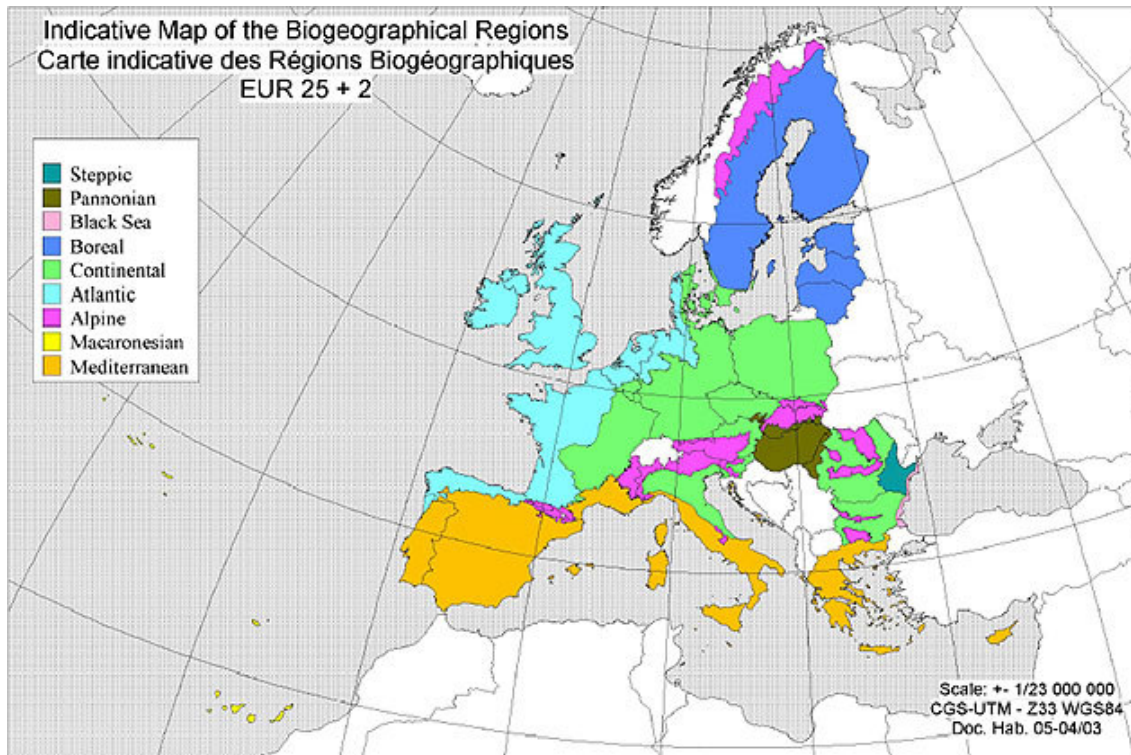 Indicative Map of the Biogeographical Regions
Carte indicative des Régions Biogéographiques
EUR 25 + 2
Steppic
Pannonian
Black Sea
Boreal
Continental
Atlantic
Alpine
Macaronesian
Mediterranean
Scale: +- 1/23 000 000
CGS-UTM - Z33 WGS84
Doc. Hab. 05-04/03